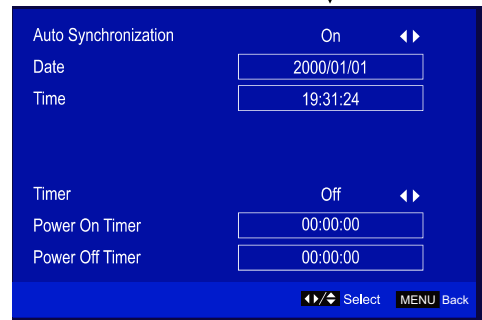 Auto Synchronization On
Date 2000/01/01
Time 19:31:24
Timer Off
Power On Timer 00:00:00
Power Off Timer 00:00:00
Select MENU Back